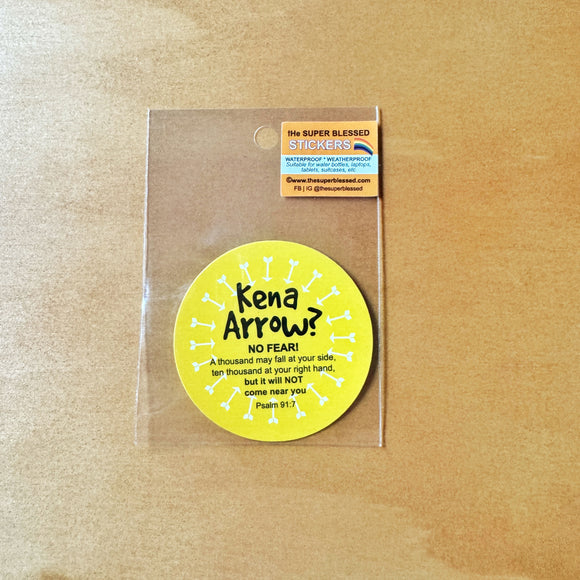 tHe SUPER BLESSED
STICKERS
WATERPROOF * WEATHERPROOF
Suitable for water bottles, laptops,
tablets, suitcases, etc
©www.thesuperblessed.com
FB | IG @thesuperblessed
Kena
Arrow?
NO FEAR!
A thousand may fall at your side,
ten thousand at your right hand,
but it will NOT
come near you
Psalm 91:7